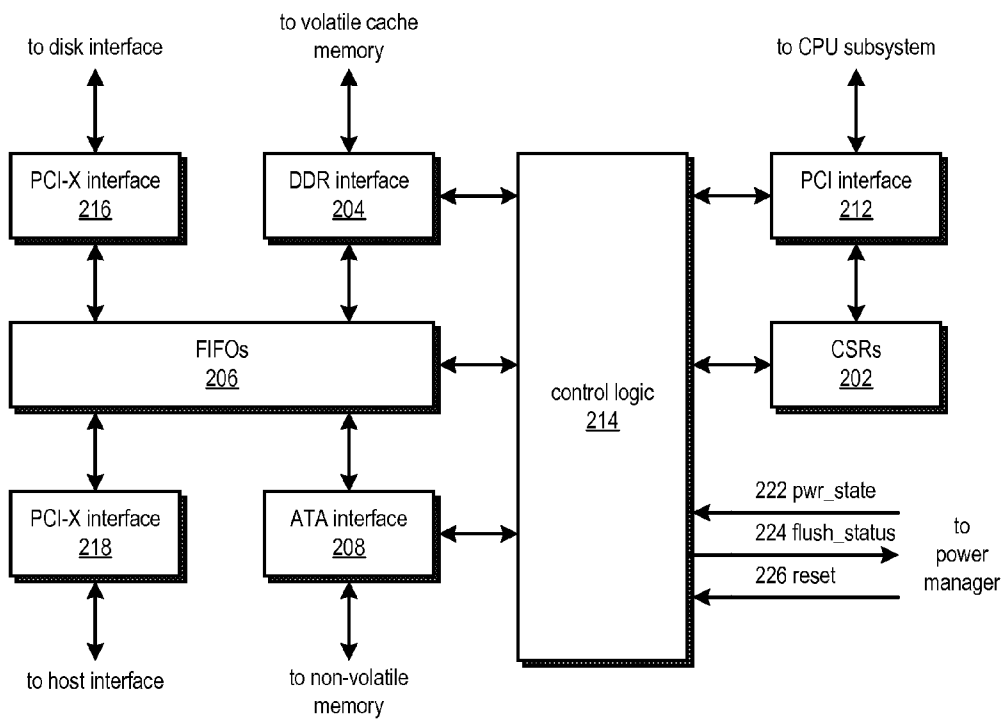 to disk interface
to volatile cache
memory
to CPU subsystem
PCI-X interface
216
DDR interface
204
PCI interface
212
FIFOs
206
control logic
214
CSRs
202
PCI-X interface
218
ATA interface
208
222 pwr_state
224 flush_status
226 reset
to
power
manager
to host interface
to non-volatile
memory